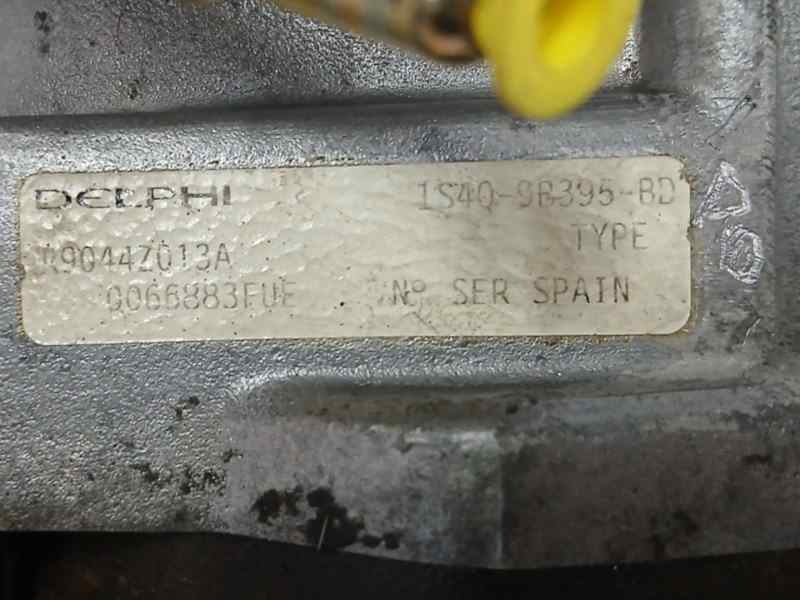 DELPHI 1S4Q-9B395-BD
TYPE
R9044Z013A
0066883FUE Nº SER SPAIN